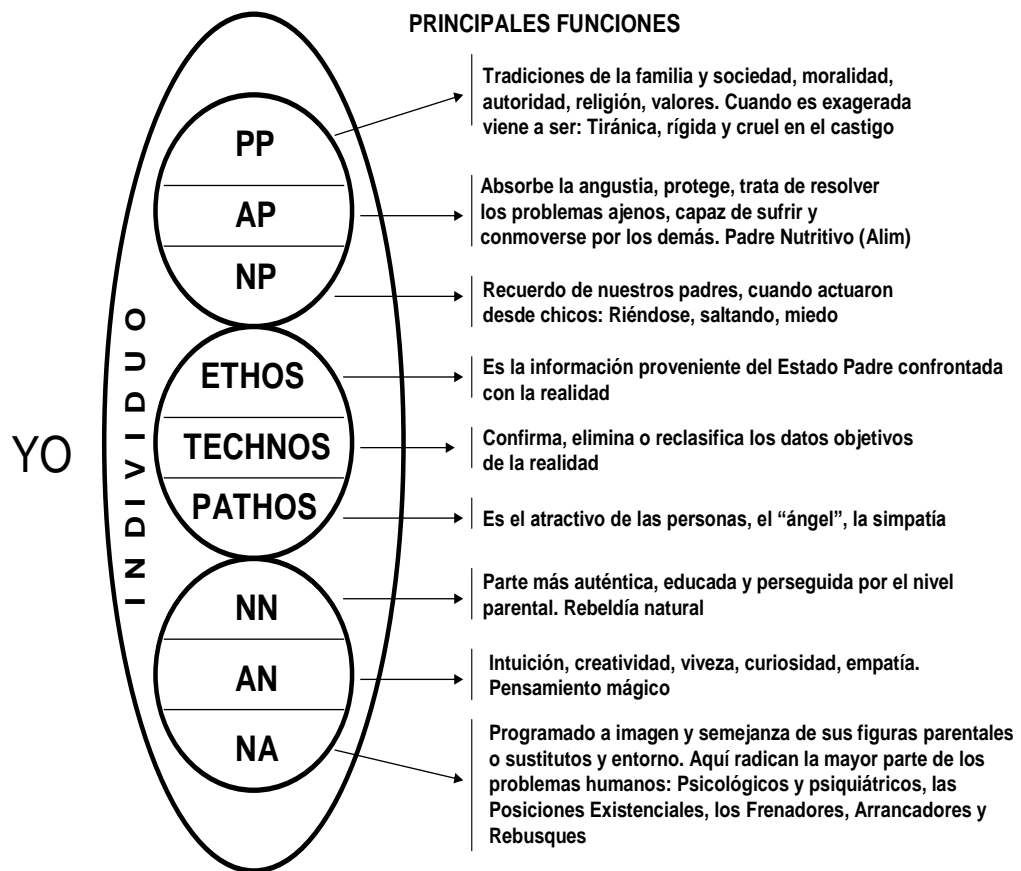 PRINCIPALES FUNCIONES
PP
Tradiciones de la familia y sociedad, moralidad,
autoridad, religión, valores. Cuando es exagerada
viene a ser: Tiránica, rígida y cruel en el castigo
AP
Absorbe la angustia, protege, trata de resolver
los problemas ajenos, capaz de sufrir y
conmoverse por los demás. Padre Nutritivo (Alim)
NP
Recuerdo de nuestros padres, cuando actuaron
desde chicos: Riéndose, saltando, miedo
YO
INDIVIDUO
ETHOS
Es la información proveniente del Estado Padre confrontada
con la realidad
TECHNOS
Confirma, elimina o reclasifica los datos objetivos
de la realidad
PATHOS
Es el atractivo de las personas, el “ángel”, la simpatía
NN
Parte más auténtica, educada y perseguida por el nivel
parental. Rebeldía natural
AN
Intuición, creatividad, viveza, curiosidad, empatía.
Pensamiento mágico
NA
Programado a imagen y semejanza de sus figuras parentales
o sustitutos y entorno. Aquí radican la mayor parte de los
problemas humanos: Psicológicos y psiquiátricos, las
Posiciones Existenciales, los Frenadores, Arrancadores y
Rebusques